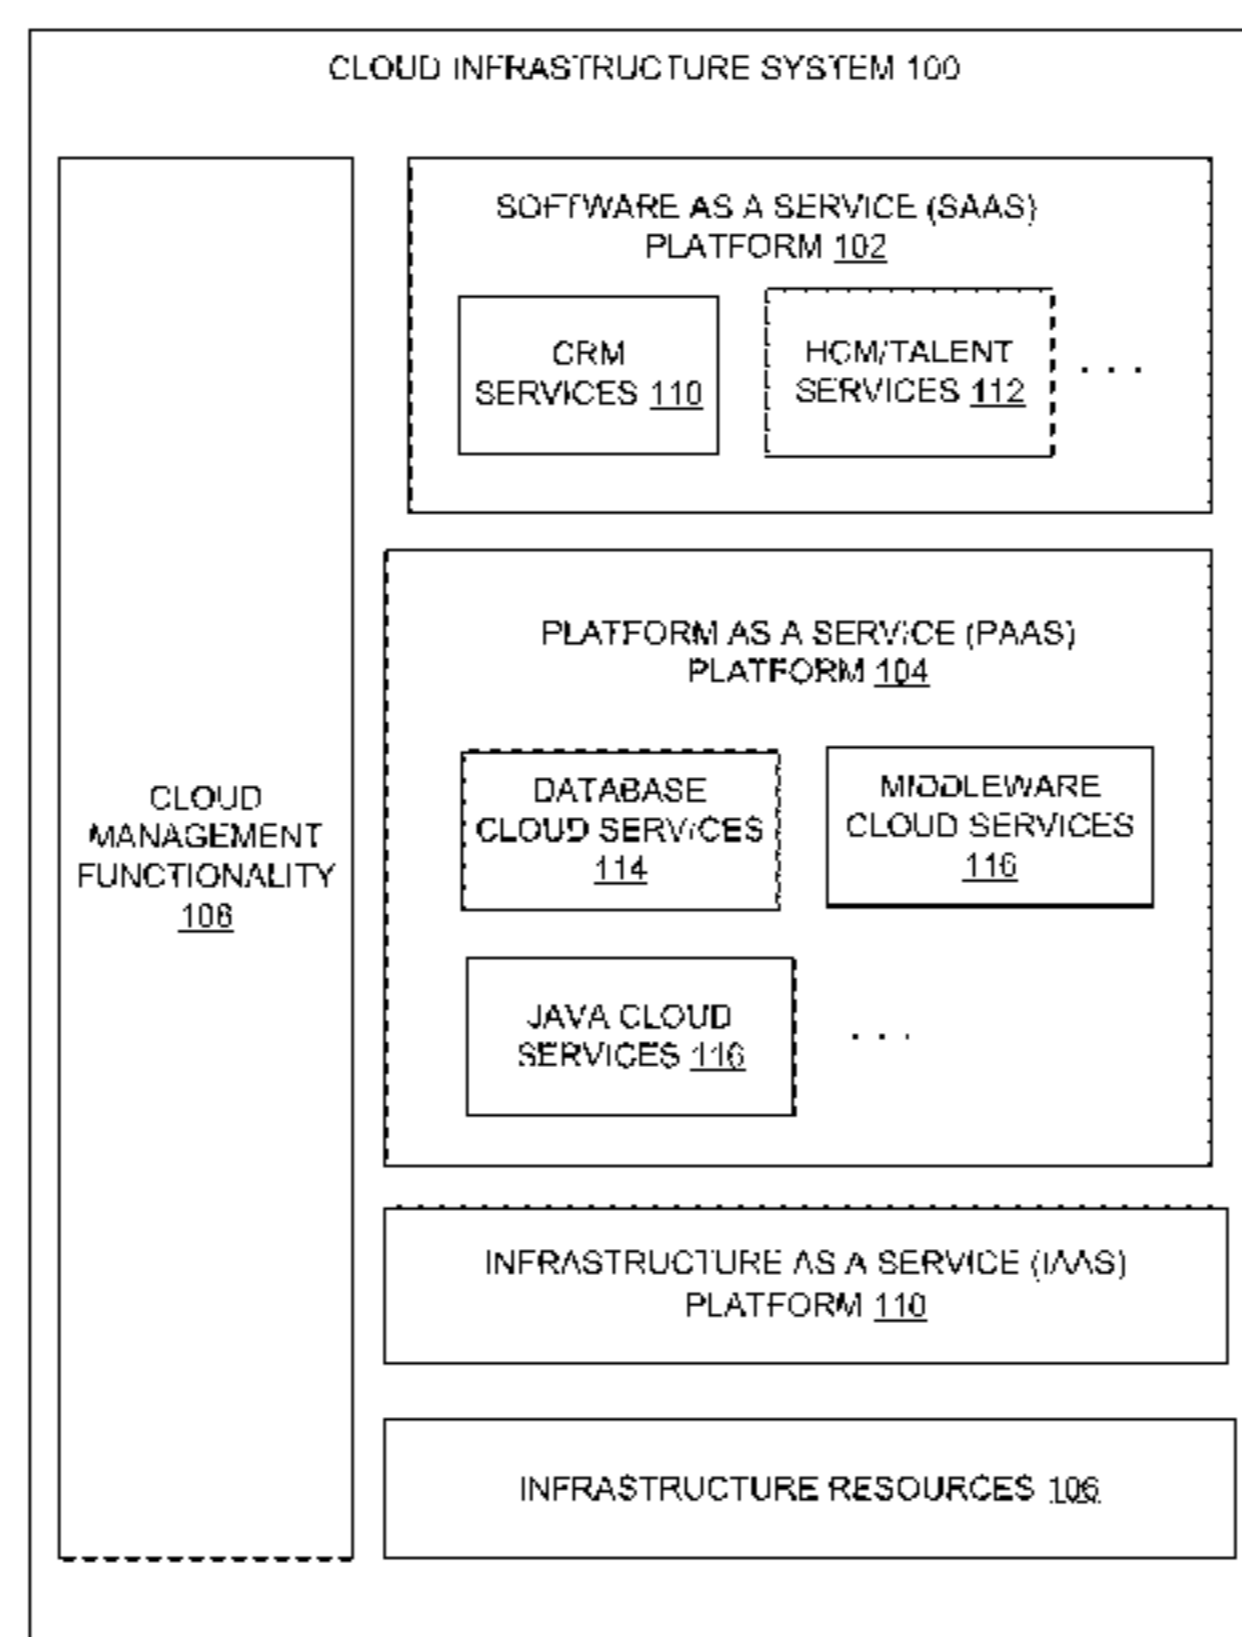 CLOUD INFRASTRUCTURE SYSTEM 100
SOFTWARE AS A SERVICE (SAAS)
PLATFORM 102
CRM
SERVICES 110
HCM/TALENT
SERVICES 112
. . .
PLATFORM AS A SERVICE (PAAS)
PLATFORM 104
DATABASE
CLOUD SERVICES
114
MIDDLEWARE
CLOUD SERVICES
116
JAVA CLOUD
SERVICES 116
. . .
CLOUD
MANAGEMENT
FUNCTIONALITY
108
INFRASTRUCTURE AS A SERVICE (IAAS)
PLATFORM 110
INFRASTRUCTURE RESOURCES 106